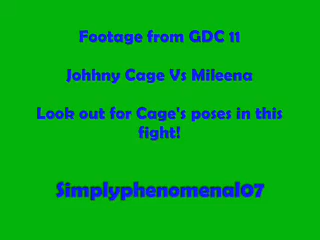 Footage from GDC 11
Johhny Cage Vs Mileena
Look out for Cage's poses in this
fight!
Simplyphenomenal07